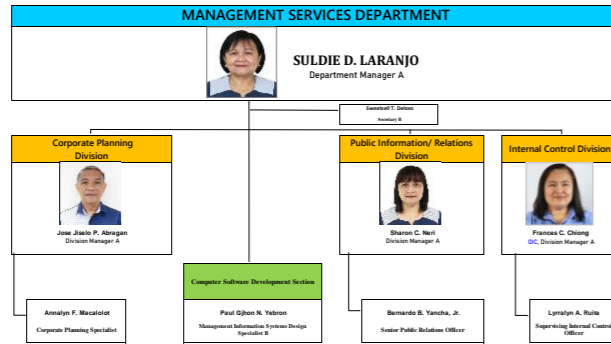 MANAGEMENT SERVICES DEPARTMENT
SULDIE D. LARANJO
Department Manager A
Sweetsell T. Deloso
Secretary B
Corporate Planning
Division
Jose Jiselo P. Abragan
Division Manager A
Public Information/ Relations
Division
Sharon C. Neri
Division Manager A
Internal Control Division
Frances C. Chiong
OIC, Division Manager A
Computer Software Development Section
Annalyn F. Macalolot
Corporate Planning Specialist
Paul Gjhon N. Yebron
Management Information Systems Design
Specialist B
Bernardo B. Yancha, Jr.
Senior Public Relations Officer
Lyrralyn A. Ruita
Supervising Internal Control
Officer